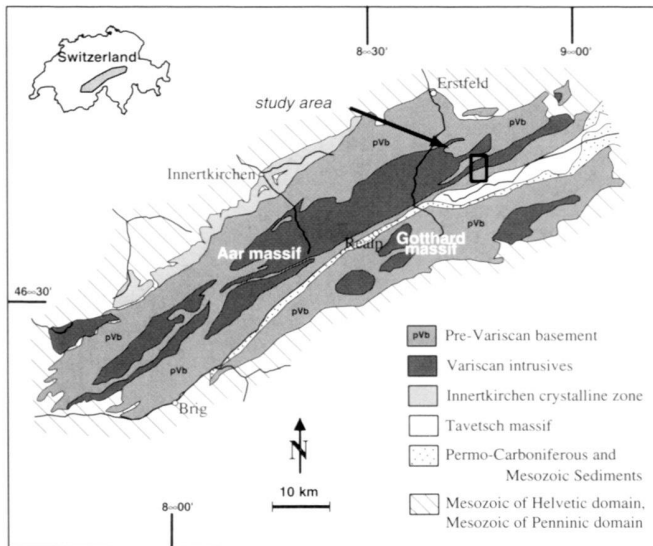 8∞30'
9∞00'
Switzerland
Erstfeld
study area
pVb
pVb
Innertkirchen
pVb
Realp
Aar massif
Gotthard
massif
46∞30'
pVb
pVb
pVb
Brig
N
10 km
8∞00'
pVb Pre-Variscan basement
Variscan intrusives
Innertkirchen crystalline zone
Tavetsch massif
Permo-Carboniferous and
Mesozoic Sediments
Mesozoic of Helvetic domain,
Mesozoic of Penninic domain